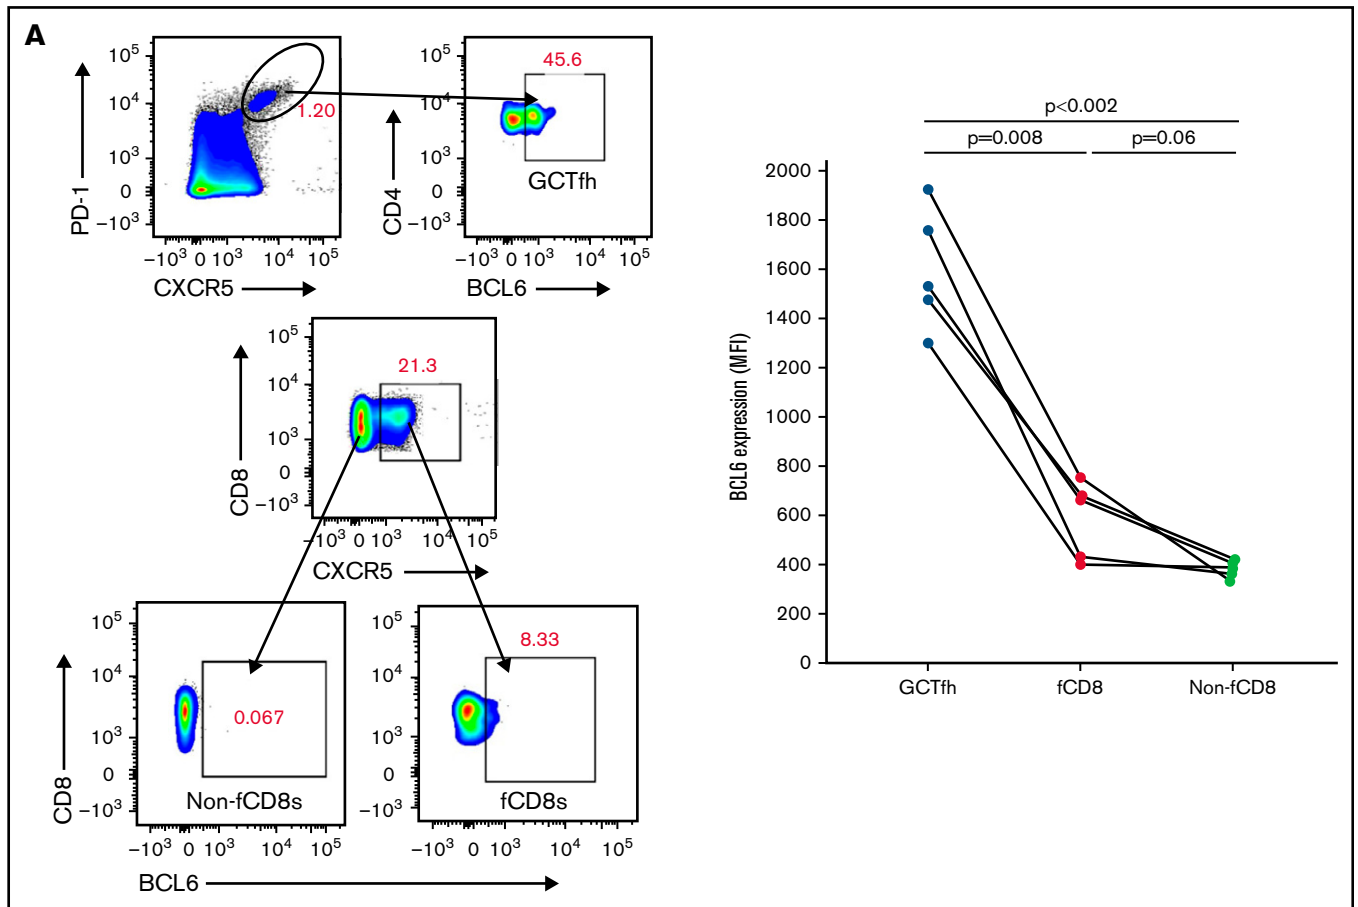 A
10⁵
10⁴
10³
0
−10³
PD-1
1.20
−10³ 0 10³ 10⁴ 10⁵
CXCR5
45.6
10⁵
10⁴
10³
0
−10³
CD4
GCTfh
−10³ 0 10³ 10⁴ 10⁵
BCL6
21.3
10⁵
10⁴
10³
0
−10³
CD8
−10³ 0 10³ 10⁴ 10⁵
CXCR5
10⁵
10⁴
10³
0
−10³
CD8
0.067
Non-fCD8s
−10³ 0 10³ 10⁴ 10⁵
8.33
10⁵
10⁴
10³
0
−10³
fCD8s
−10³ 0 10³ 10⁴ 10⁵
BCL6
p<0.002
p=0.008 p=0.06
2000
1800
1600
1400
1200
1000
800
600
400
200
0
BCL6 expression (MFI)
GCTfh fCD8 Non-fCD8